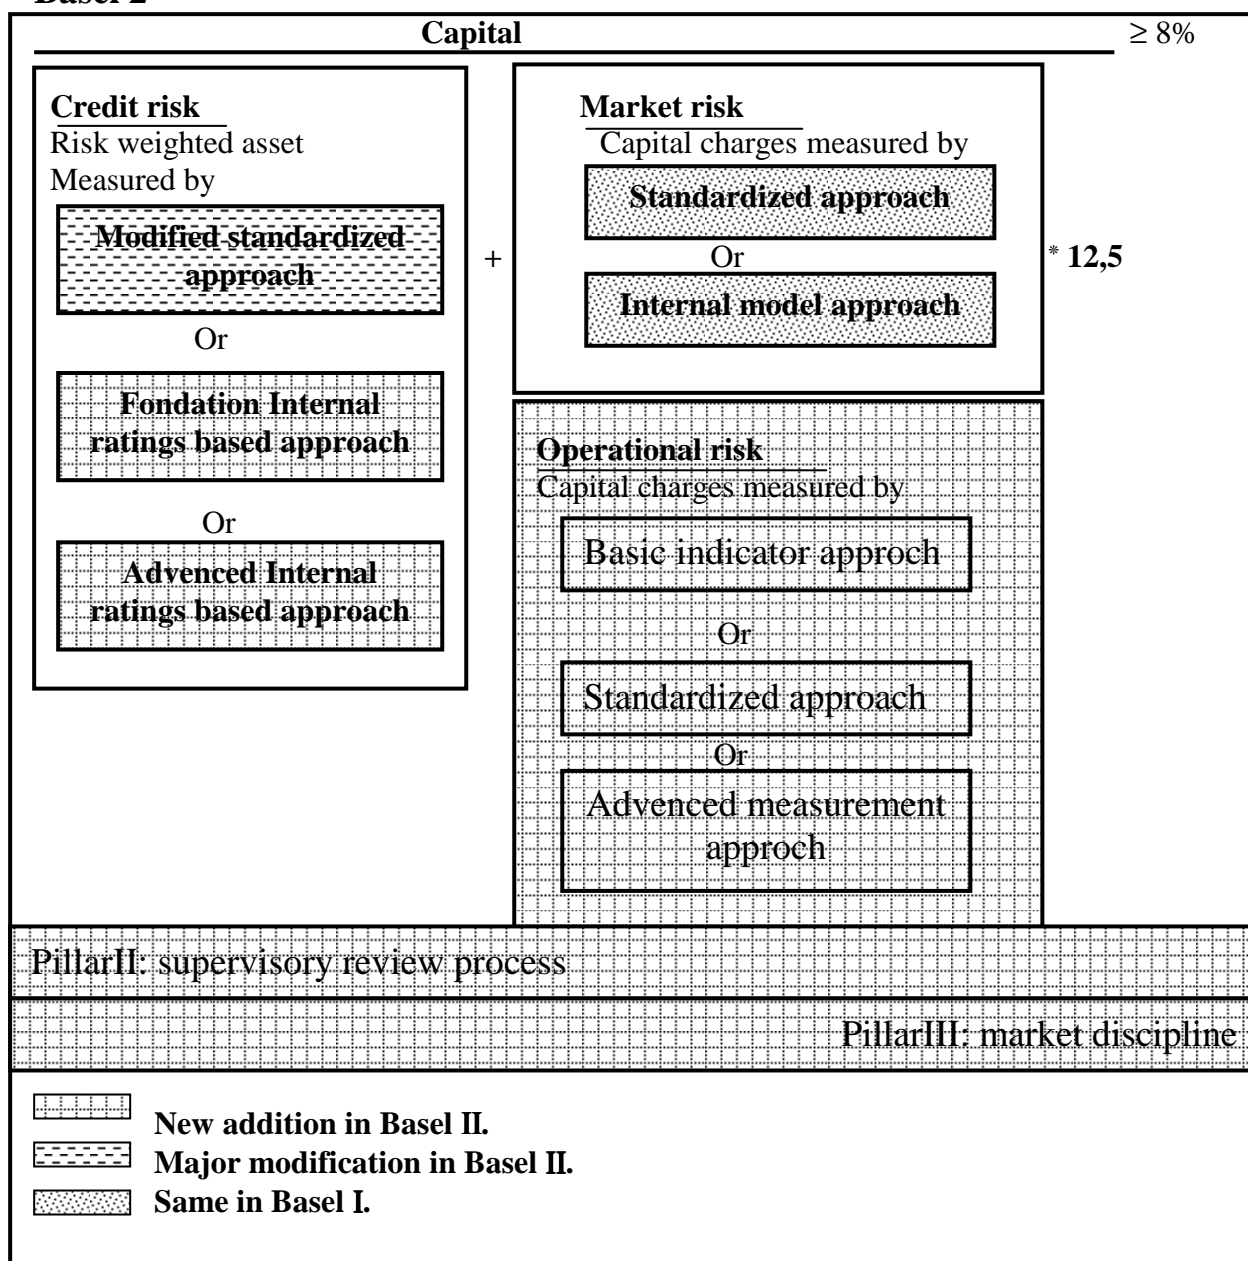 Basel 2
Capital
≥ 8%
Credit risk
Risk weighted asset
Measured by
Modified standardized
approach
Or
Fondation Internal
ratings based approach
Or
Advenced Internal
ratings based approach
+
Market risk
Capital charges measured by
Standardized approach
Or
Internal model approach
* 12,5
Operational risk
Capital charges measured by
Basic indicator approch
Or
Standardized approach
Or
Advenced measurement
approch
PillarII: supervisory review process
PillarIII: market discipline
New addition in Basel II.
Major modification in Basel II.
Same in Basel I.